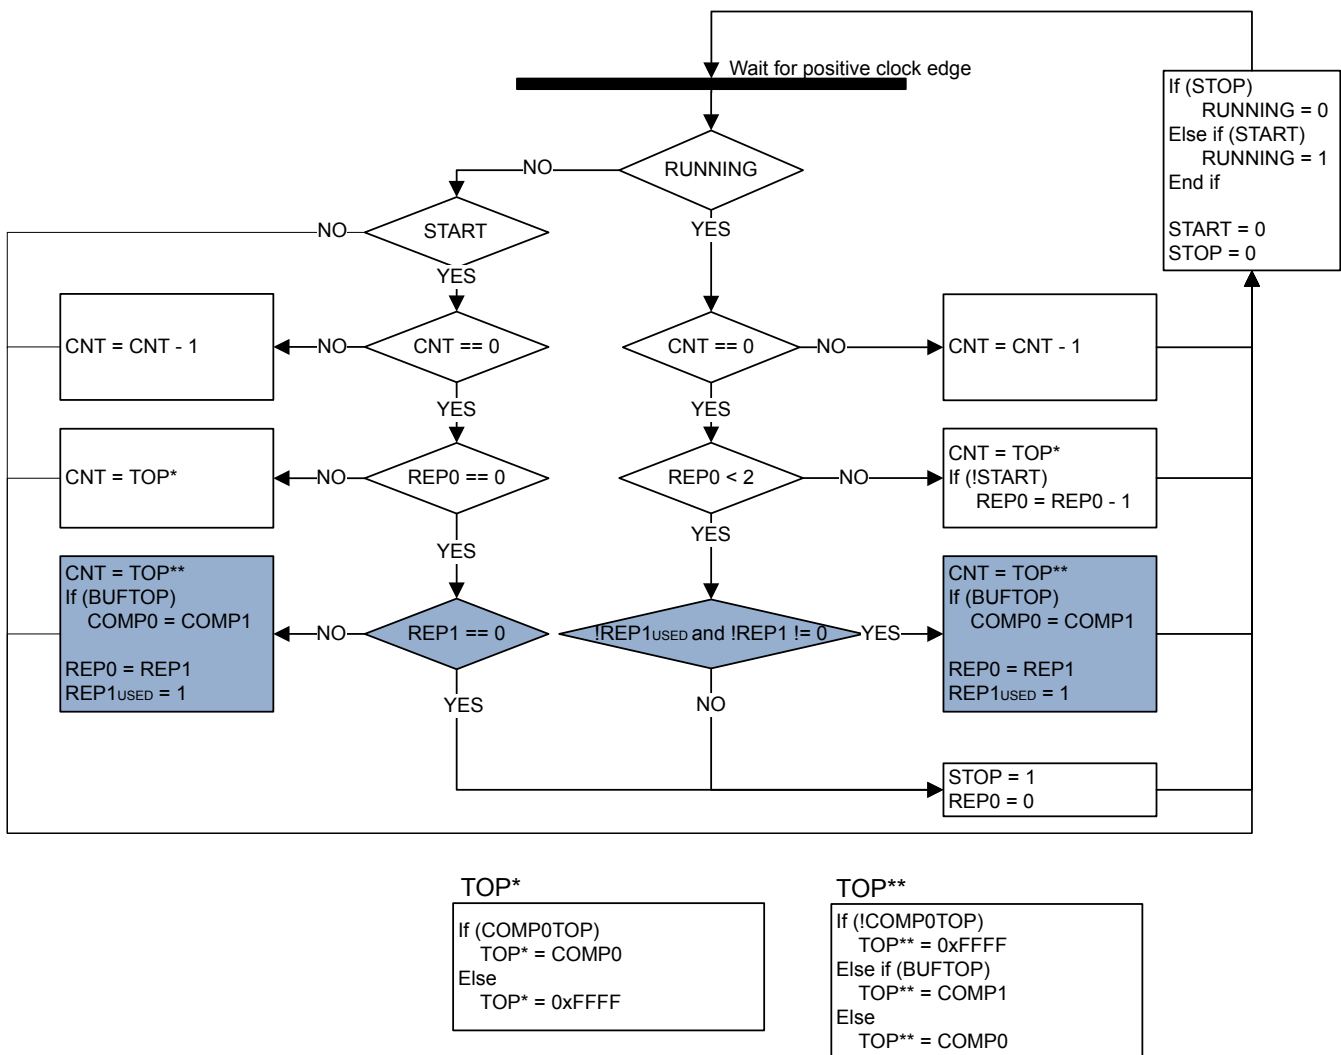 Wait for positive clock edge
If (STOP)
RUNNING = 0
Else if (START)
RUNNING = 1
End if
START = 0
STOP = 0
RUNNING
NO
YES
START
NO
YES
CNT == 0
NO
CNT = CNT - 1
YES
CNT == 0
NO
CNT = CNT - 1
YES
REP0 == 0
NO
CNT = TOP*
YES
REP0 < 2
NO
CNT = TOP*
If (!START)
REP0 = REP0 - 1
YES
REP1 == 0
NO
CNT = TOP**
If (BUFTOP)
COMP0 = COMP1
REP0 = REP1
REP1USED = 1
YES
!REP1USED and !REP1 != 0
YES
CNT = TOP**
If (BUFTOP)
COMP0 = COMP1
REP0 = REP1
REP1USED = 1
NO
STOP = 1
REP0 = 0
TOP*
If (COMP0TOP)
TOP* = COMP0
Else
TOP* = 0xFFFF
TOP**
If (!COMP0TOP)
TOP** = 0xFFFF
Else if (BUFTOP)
TOP** = COMP1
Else
TOP** = COMP0